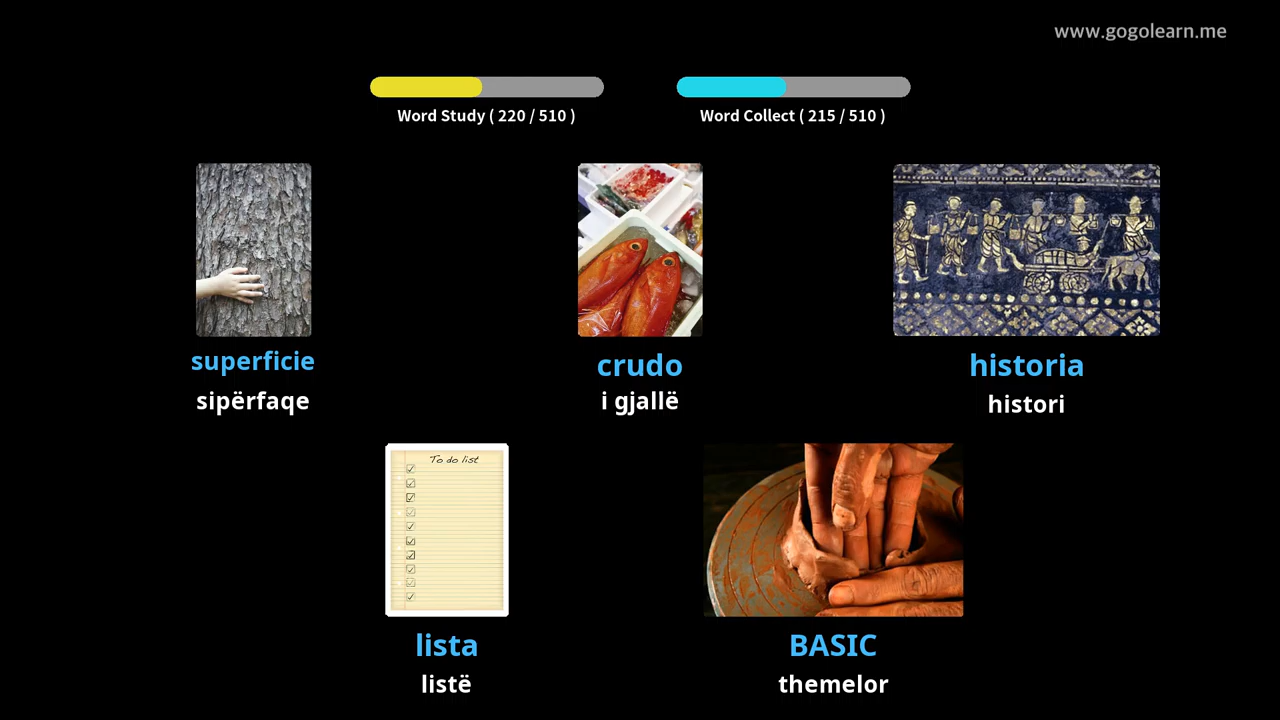 www.gogolearn.me
Word Study ( 220 / 510 )
Word Collect ( 215 / 510 )
superficie
sipërfaqe
crudo
i gjallë
historia
histori
To do list
lista
listë
BASIC
themelor